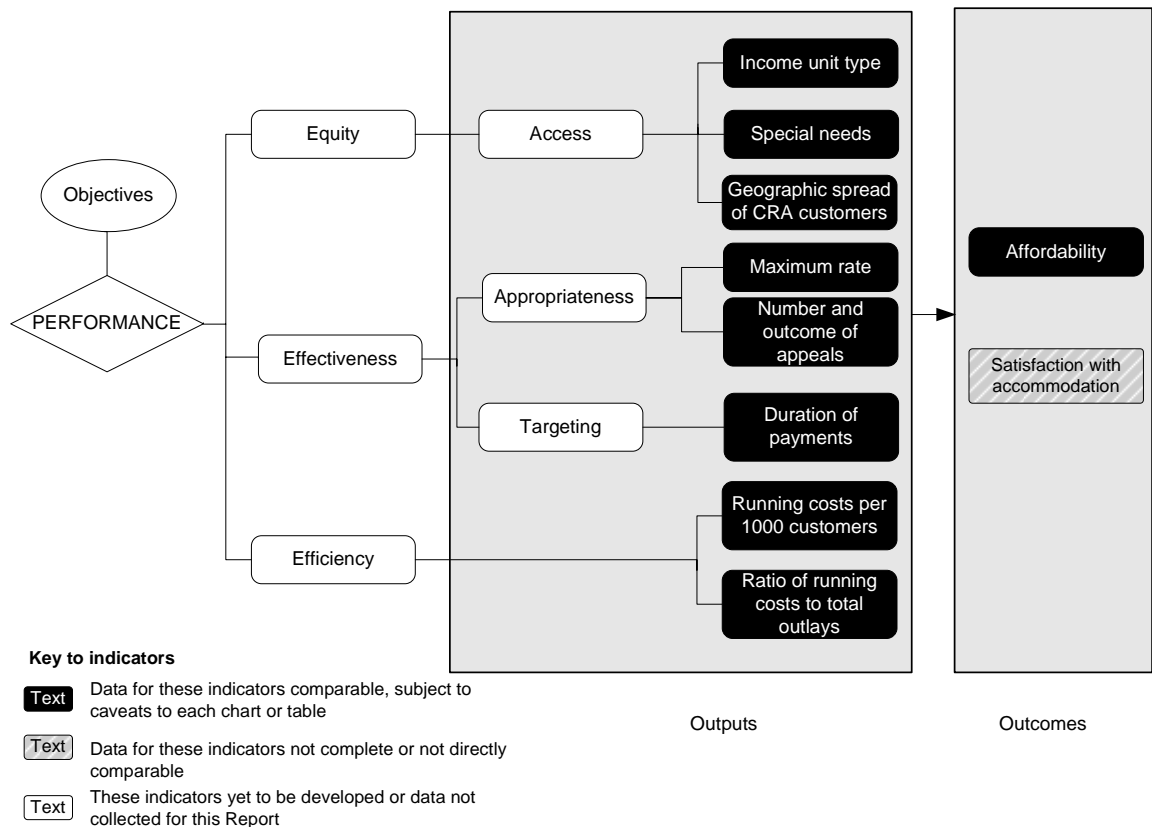 Objectives
PERFORMANCE
Equity
Effectiveness
Efficiency
Access
Appropriateness
Targeting
Income unit type
Special needs
Geographic spread
of CRA customers
Maximum rate
Number and
outcome of
appeals
Duration of
payments
Running costs per
1000 customers
Ratio of running
costs to total
outlays
Affordability
Satisfaction with
accommodation
Outputs
Outcomes
Key to indicators
Text
Data for these indicators comparable, subject to
caveats to each chart or table
Text
Data for these indicators not complete or not directly
comparable
Text
These indicators yet to be developed or data not
collected for this Report